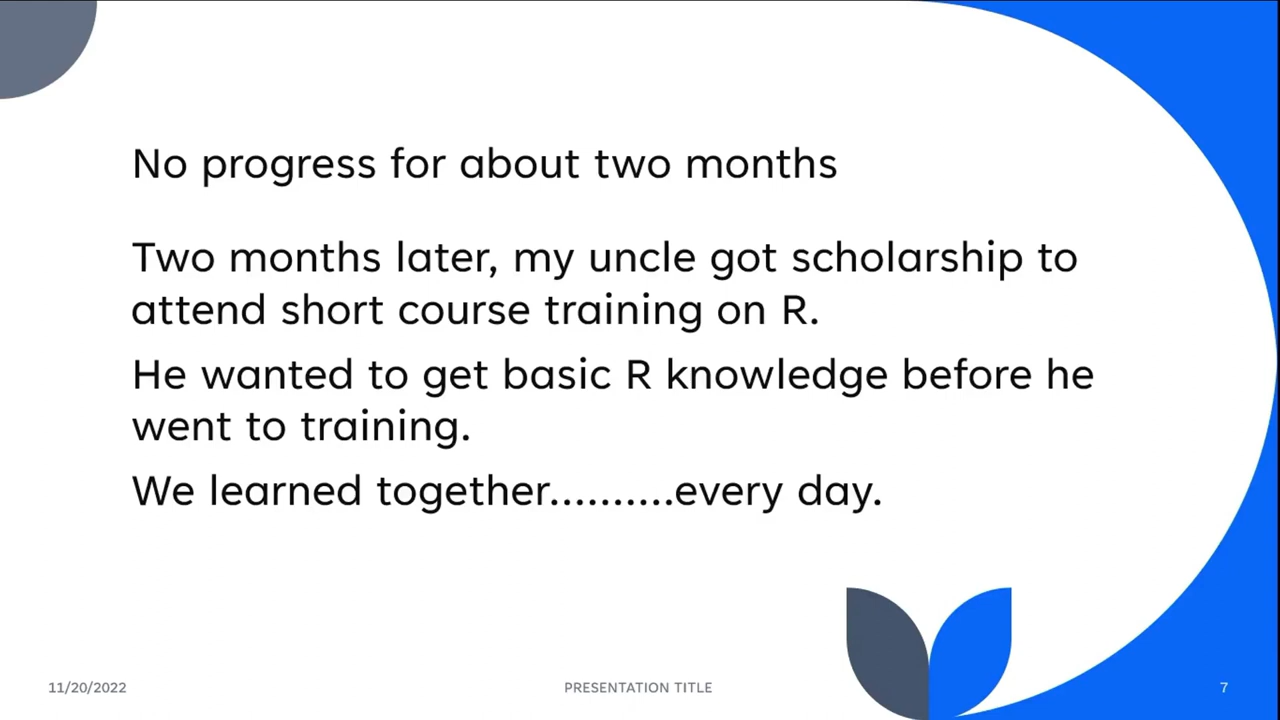 No progress for about two months
Two months later, my uncle got scholarship to
attend short course training on R.
He wanted to get basic R knowledge before he
went to training.
We learned together..........every day.
11/20/2022
PRESENTATION TITLE
7